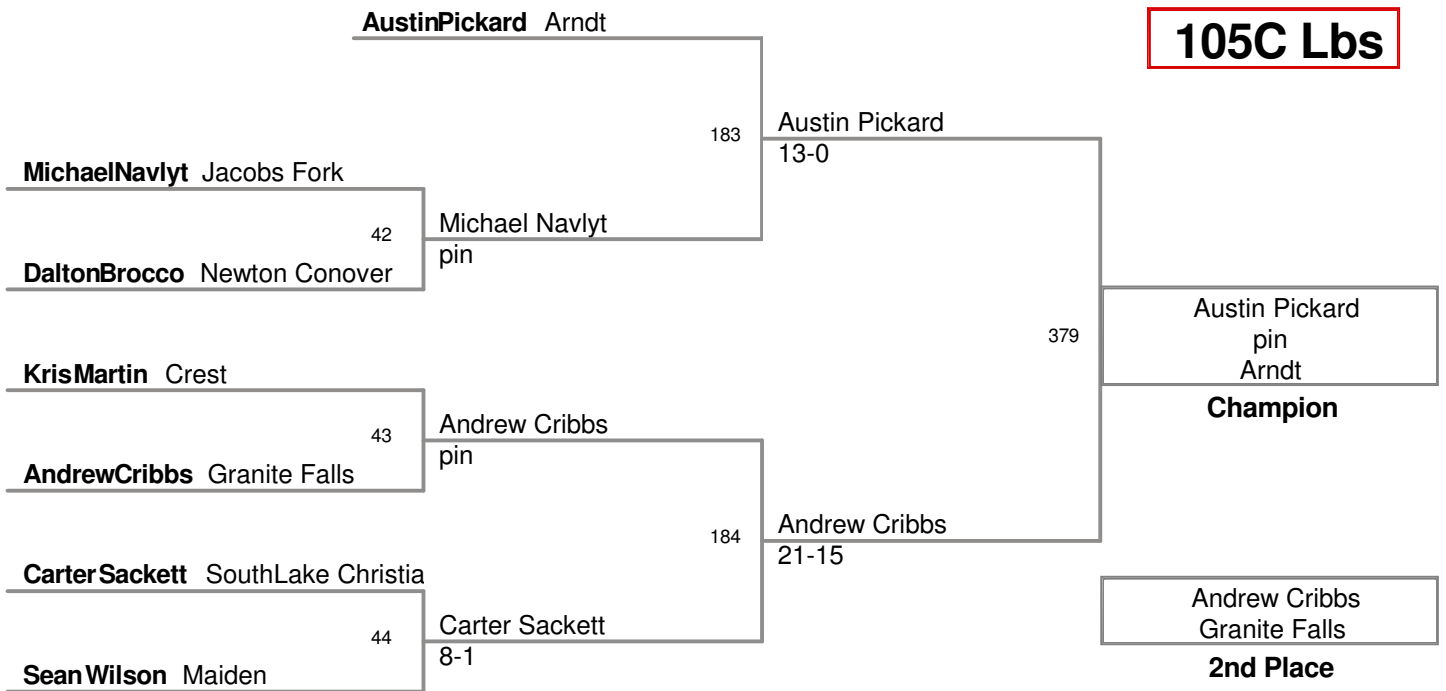 AustinPickard Arndt
105C Lbs
183
Austin Pickard
13-0
MichaelNavlyt Jacobs Fork
42
Michael Navlyt
pin
DaltonBrocco Newton Conover
379
Austin Pickard
pin
Arndt
Champion
KrisMartin Crest
43
Andrew Cribbs
pin
AndrewCribbs Granite Falls
184
Andrew Cribbs
21-15
CarterSackett SouthLake Christia
44
Carter Sackett
8-1
SeanWilson Maiden
Andrew Cribbs
Granite Falls
2nd Place